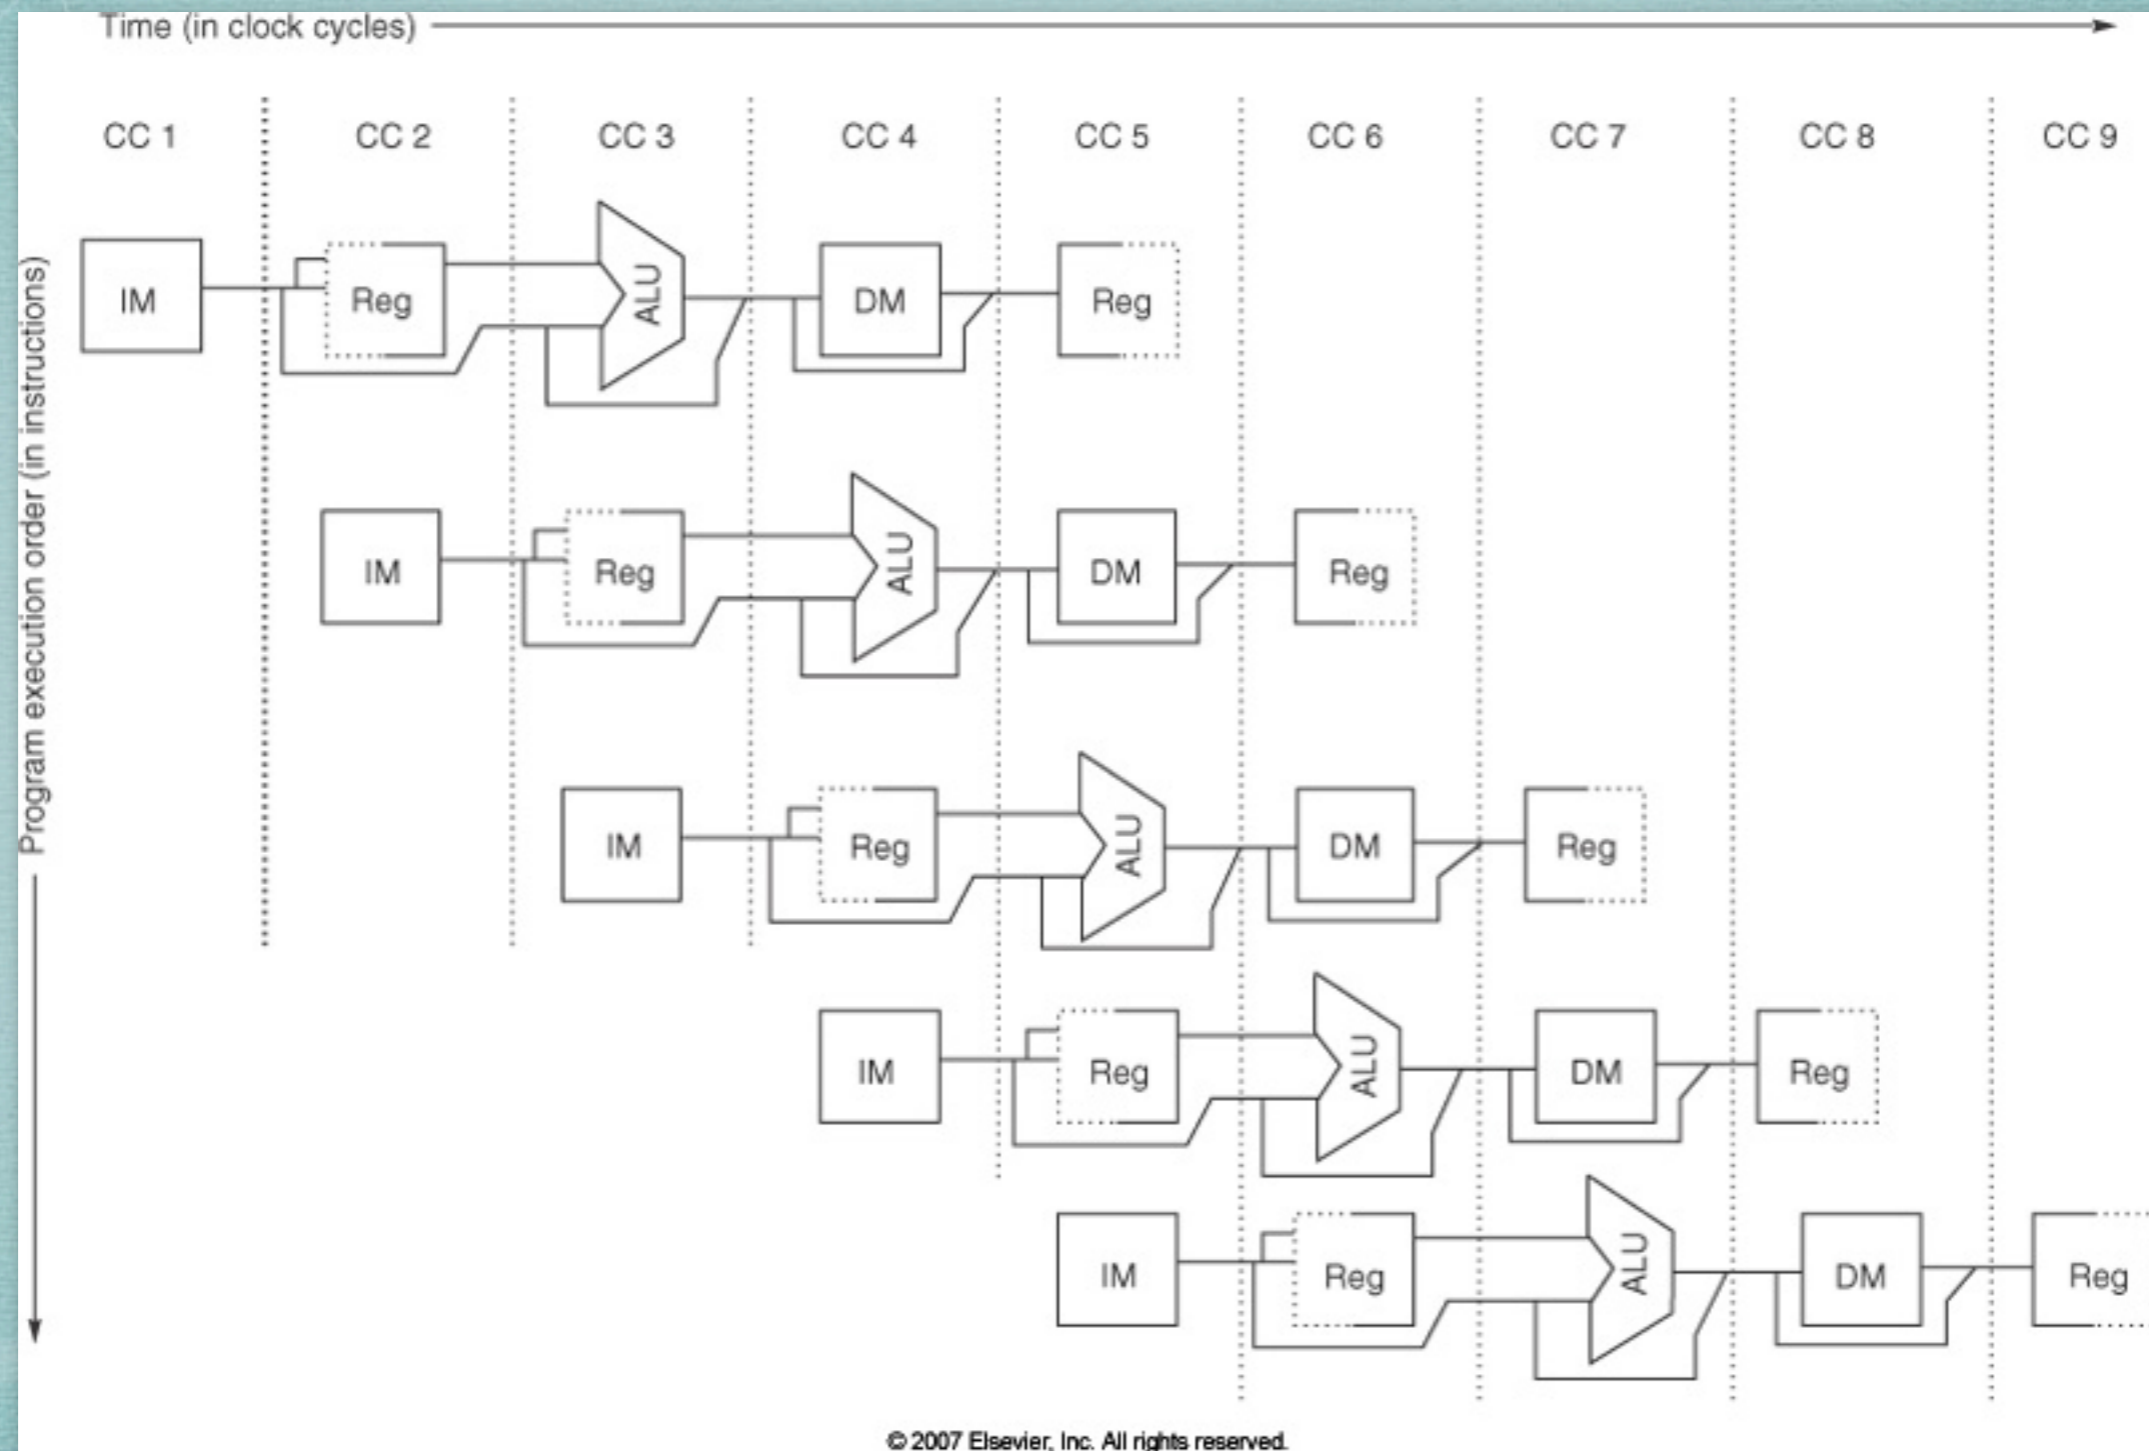 Time (in clock cycles)
CC 1 CC 2 CC 3 CC 4 CC 5 CC 6 CC 7 CC 8 CC 9
Program execution order (in instructions)
IM Reg ALU DM Reg
IM Reg ALU DM Reg
IM Reg ALU DM Reg
IM Reg ALU DM Reg
IM Reg ALU DM Reg
© 2007 Elsevier, Inc. All rights reserved.